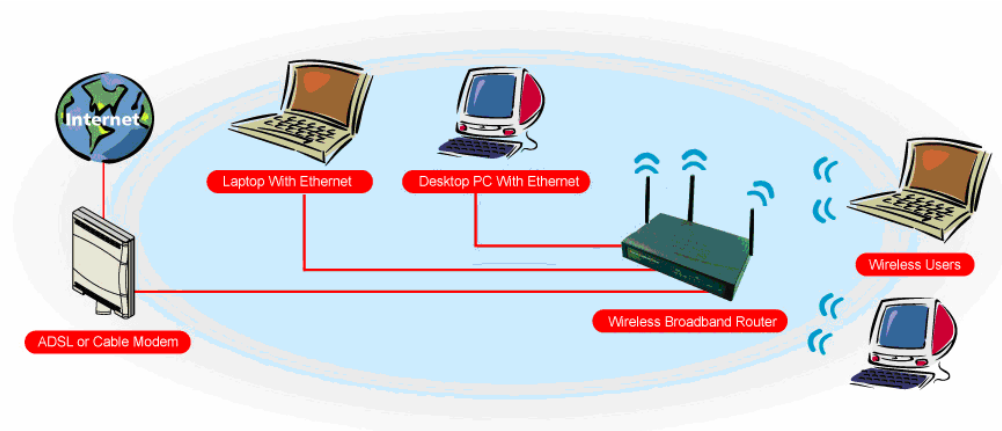 Internet
Laptop With Ethernet
Desktop PC With Ethernet
Wireless Users
Wireless Broadband Router
ADSL or Cable Modem